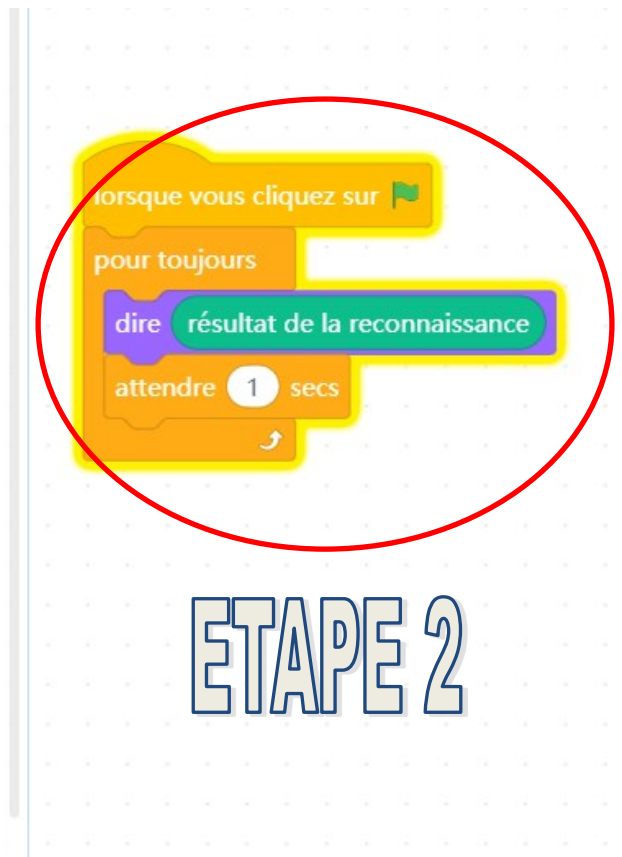 lorsque vous cliquez sur
pour toujours
dire résultat de la reconnaissance
attendre 1 secs
ETAPE 2